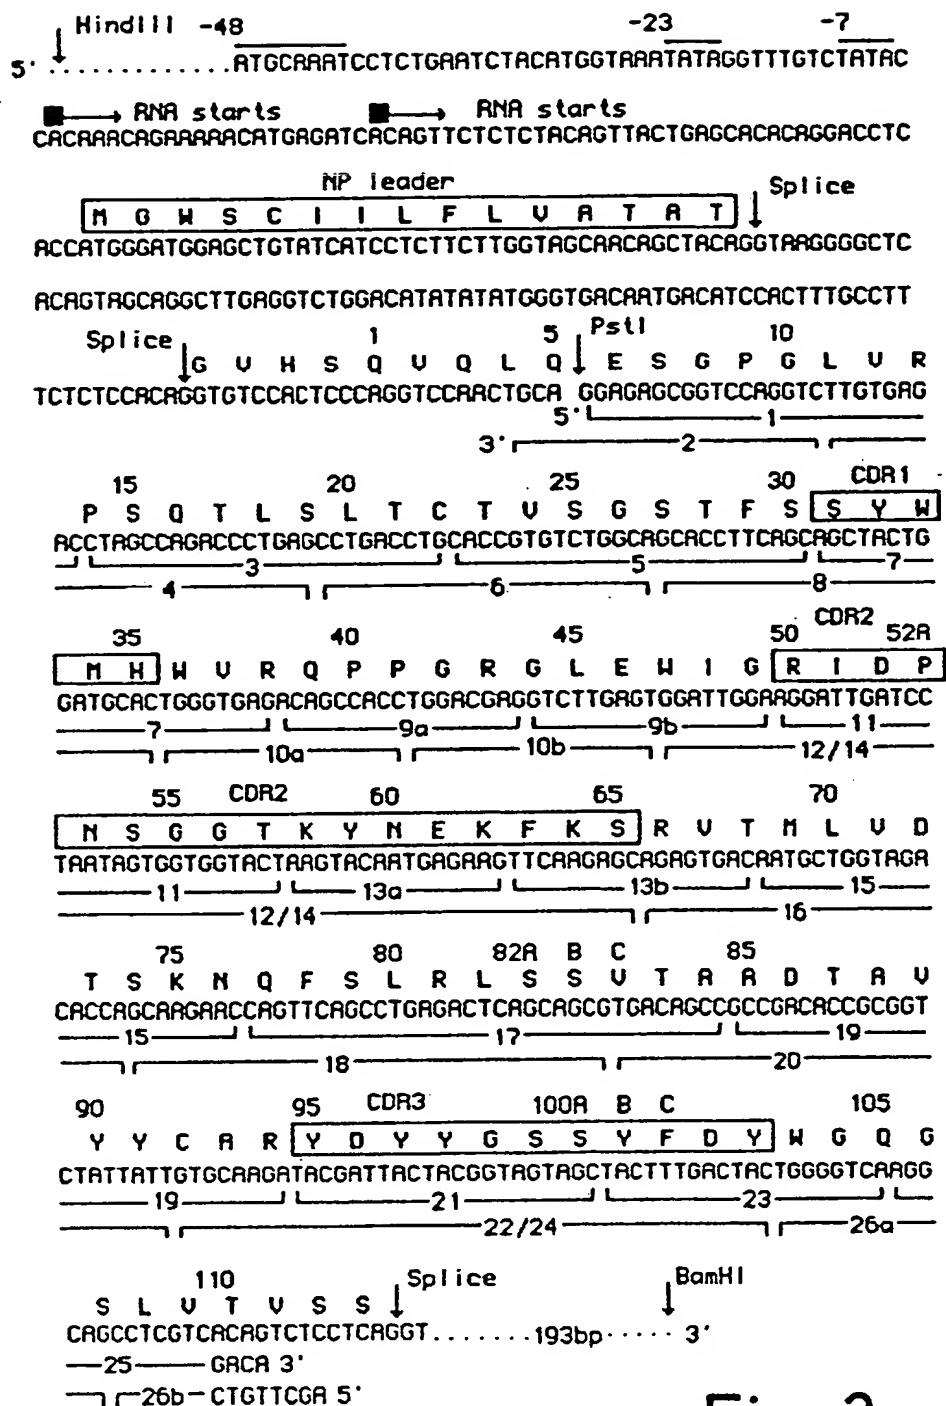 HindIII -48 -23 -7
5' .............ATGCAAATCCTCTGAATCTACATGGTAAATATAGGTTTGTCTATAC
RNA starts RNA starts
CACAAACAGAAAAACATGAGATCACAGTTCTCTCTACAGTTACTGAGCACACAGGACCTC
NP leader Splice
M G W S C I I L F L V A T A T
ACCATGGGATGGAGCTGTATCATCCTCTTCTTGGTAGCAACAGCTACAGGTAAGGGGCTC
ACAGTAGCAGGCTTGAGGTCTGGACATATATATGGGTGACAATGACATCCACTTTGCCTT
Splice 1 5 PstI 10
G V H S Q V Q L Q E S G P G L V R
TCTCTCCACAGGTGTCCACTCCCAGGTCCAACTGCA GGAGAGCGGTCCAGGTCTTGTGAG
5' 1
3' 2
15 20 25 30 CDR1
P S Q T L S L T C T V S G S T F S S Y W
ACCTAGCCAGACCCTGAGCCTGACCTGCACCGTGTCTGGCAGCACCTTCAGCAGCTACTG
3 5 7
4 6 8
35 40 45 50 CDR2 52A
M H W V R Q P P G R G L E W I G R I D P
GATGCACTGGGTGAGACAGCCACCTGGACGAGGTCTTGAGTGGATTGGAAGGATTGATCC
7 9a 9b 11
10a 10b 12/14
55 CDR2 60 65 70
N S G G T K Y N E K F K S R V T M L V D
TAATAGTGGTGGTACTAAGTACAATGAGAAGTTCAAGAGCAGAGTGACAATGCTGGTAGA
11 13a 13b 15
12/14 16
75 80 82A B C 85
T S K N Q F S L R L S S V T A A D T A V
CACCAGCAAGAACCAGTTCAGCCTGAGACTCAGCAGCGTGACAGCCGCCGACACCGCGGT
15 17 19
18 20
90 95 CDR3 100A B C 105
Y Y C A R Y D Y Y G S S Y F D Y W G Q G
CTATTATTGTGCAAGATACGATTACTACGGTAGTAGCTACTTTGACTACTGGGGTCAAGG
19 21 23
22/24 26a
110 Splice BamHI
S L V T V S S
CAGCCTCGTCACAGTCTCCTCAGGT.......193bp..... 3'
25 GACA 3'
26b CTGTTCGA 5'